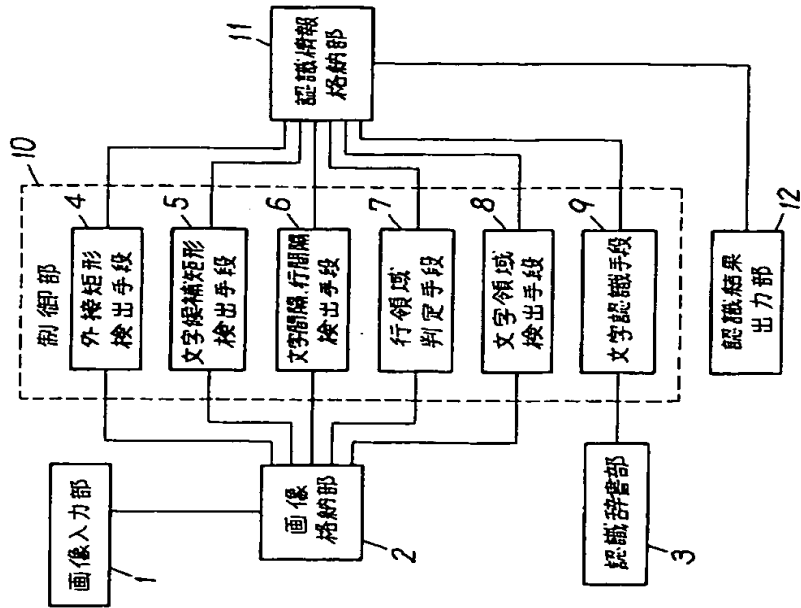 画像入力部
1
画像
格納部
2
認識辞書部
3
制御部
10
外接矩形
検出手段
4
文字候補矩形
検出手段
5
文字間隔,行間隔
検出手段
6
行領域
判定手段
7
文字領域
検出手段
8
文字認識手段
9
認識情報
格納部
11
認識結果
出力部
12